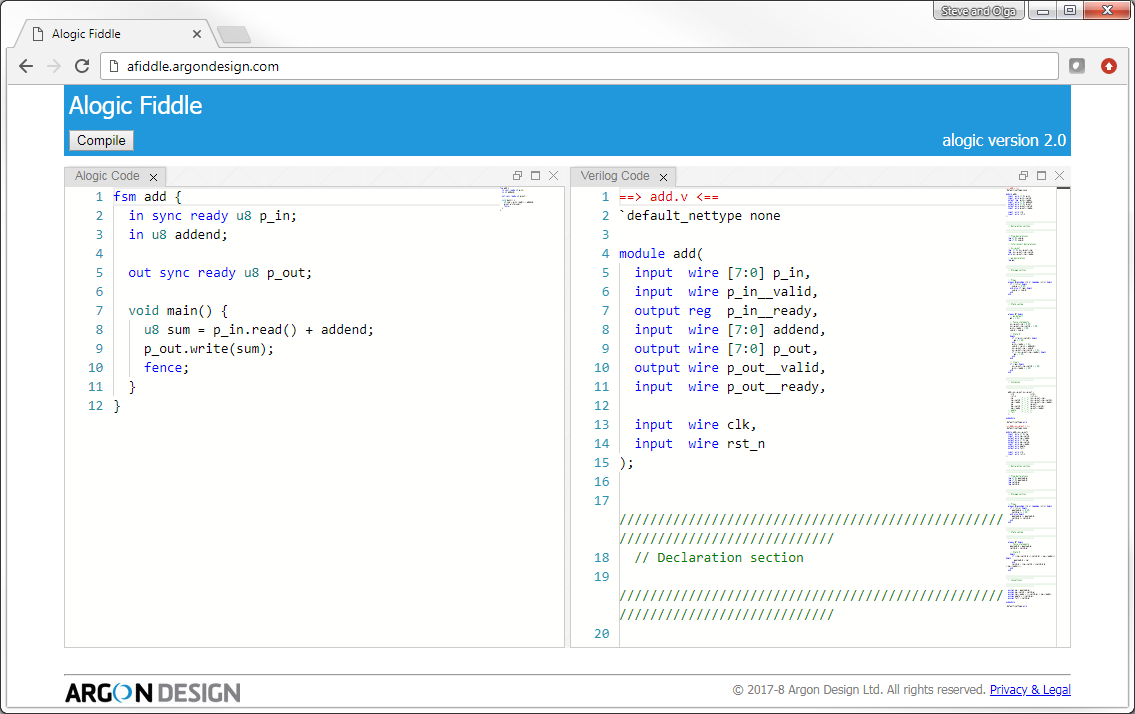 Steve and Olga
Alogic Fiddle
afiddle.argondesign.com
Alogic Fiddle
Compile
alogic version 2.0
Alogic Code
1 fsm add {
2   in sync ready u8 p_in;
3   in u8 addend;
4
5   out sync ready u8 p_out;
6
7   void main() {
8     u8 sum = p_in.read() + addend;
9     p_out.write(sum);
10     fence;
11   }
12 }
Verilog Code
1 ==> add.v <==
2 `default_nettype none
3
4 module add(
5   input  wire [7:0] p_in,
6   input  wire p_in__valid,
7   output reg  p_in__ready,
8   input  wire [7:0] addend,
9   output wire [7:0] p_out,
10   output wire p_out__valid,
11   input  wire p_out__ready,
12
13   input  wire clk,
14   input  wire rst_n
15 );
16
17
//////////////////////////////////////////////////
////////////////////////////
18   // Declaration section
19
//////////////////////////////////////////////////
////////////////////////////
20
ARGON DESIGN
© 2017-8 Argon Design Ltd. All rights reserved. Privacy & Legal